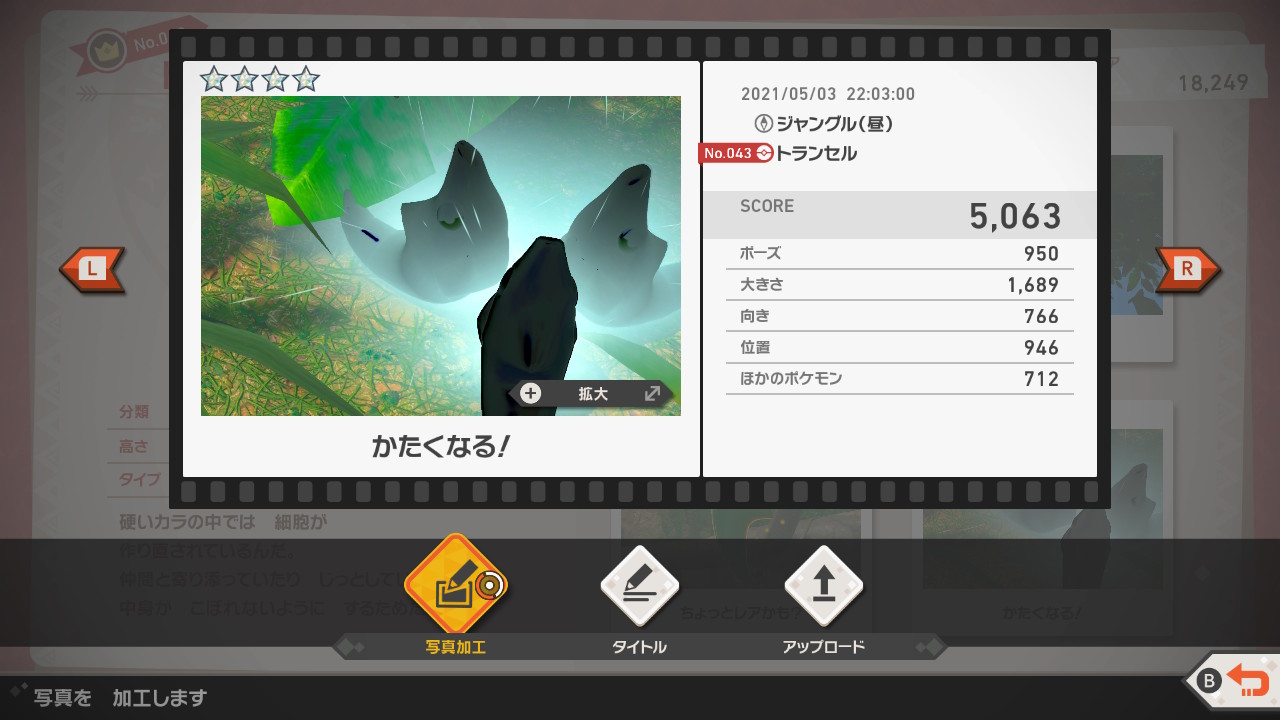 No.0
18,249
2021/05/03 22:03:00
ジャングル(昼)
No.043 トランセル
SCORE 5,063
ポーズ 950
大きさ 1,689
向き 766
位置 946
ほかのポケモン 712
拡大
かたくなる!
L
R
分類
高さ
タイプ
硬いカラの中では 細胞が
作り直されているんだ。
仲間と寄り添っていたり じっとしてい
中身が こぼれないように するため
ちょっとレアかも?
かたくなる!
写真加工
タイトル
アップロード
写真を 加工します
B